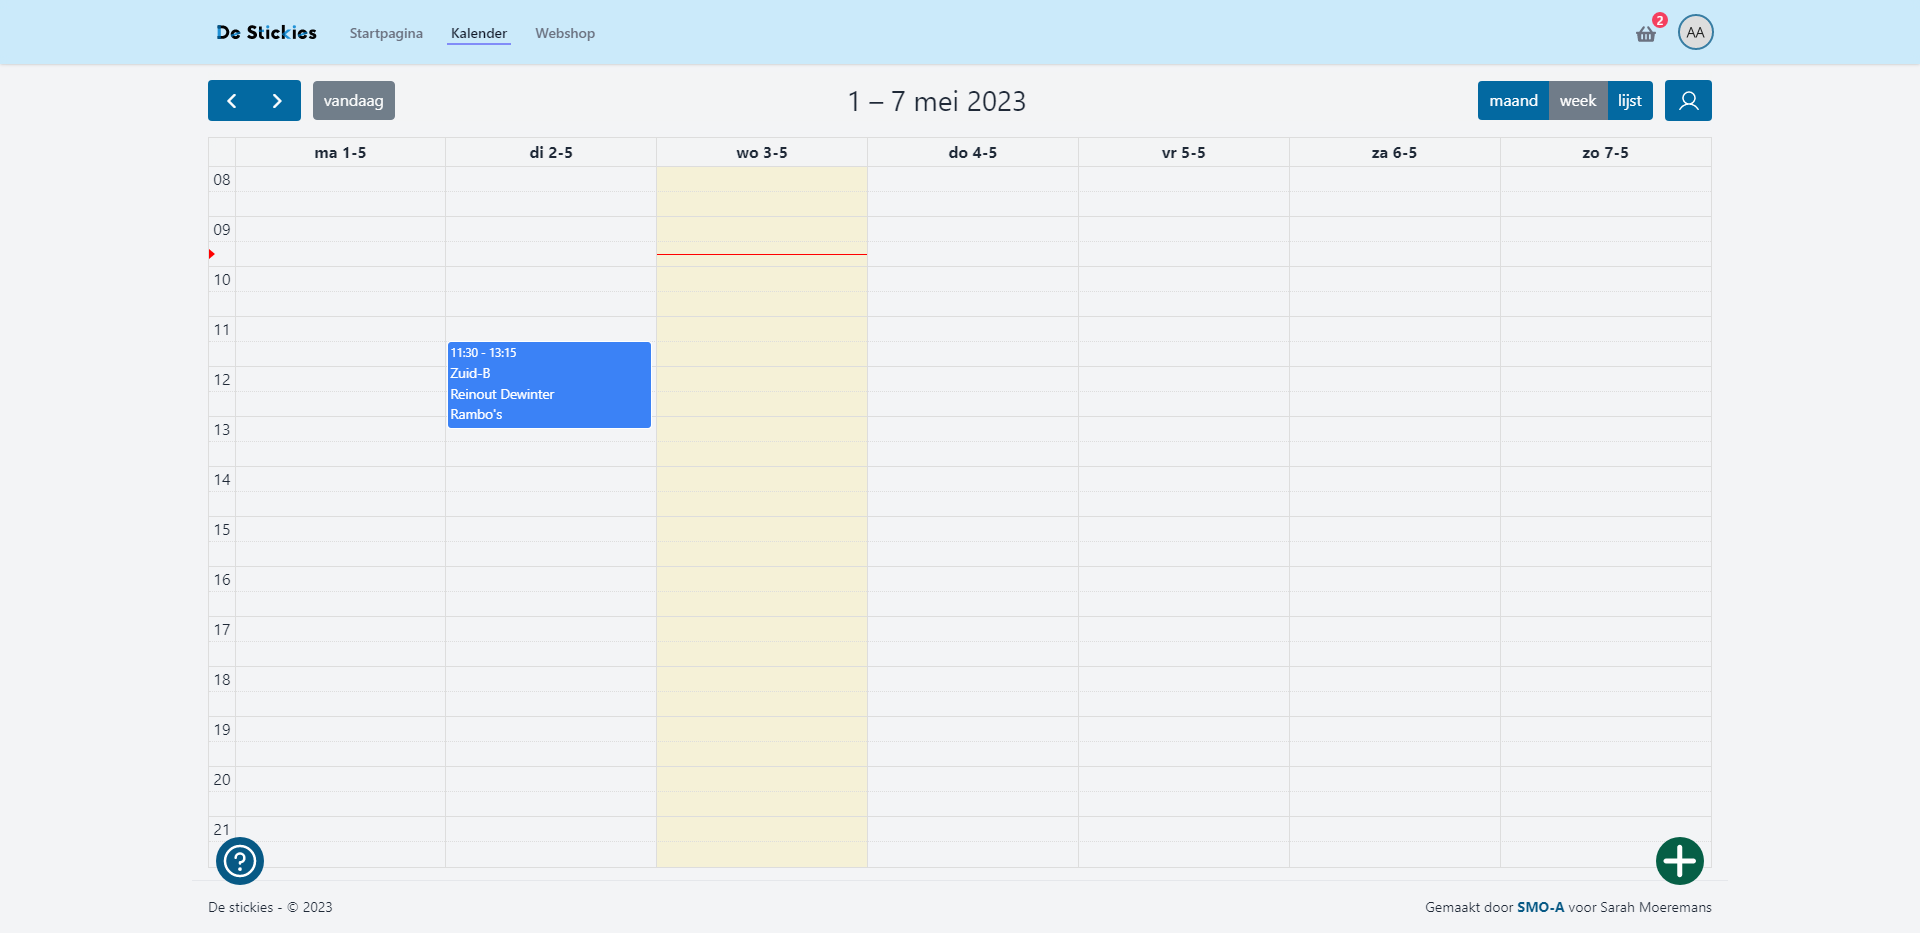 De Stickies Startpagina Kalender Webshop 2 AA
vandaag 1 – 7 mei 2023 maand week lijst
ma 1-5 di 2-5 wo 3-5 do 4-5 vr 5-5 za 6-5 zo 7-5
08
09
10
11
11:30 - 13:15
Zuid-B
12
Reinout Dewinter
Rambo's
13
14
15
16
17
18
19
20
21
?
De stickies - © 2023 Gemaakt door SMO-A voor Sarah Moeremans